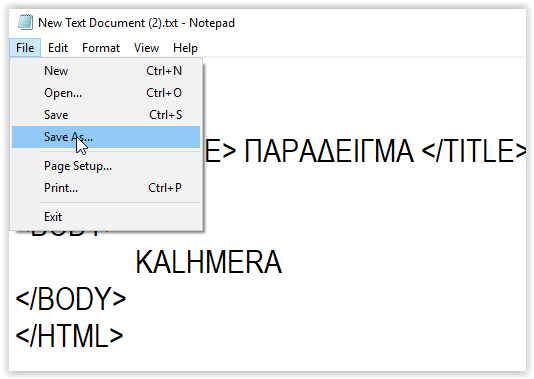 New Text Document (2).txt - Notepad
File Edit Format View Help
New Ctrl+N
Open... Ctrl+O
Save Ctrl+S
Save As...
Page Setup...
Print... Ctrl+P
Exit
E> ΠΑΡΑΔΕΙΓΜΑ </TITLE>
KALHMERA
</BODY>
</HTML>